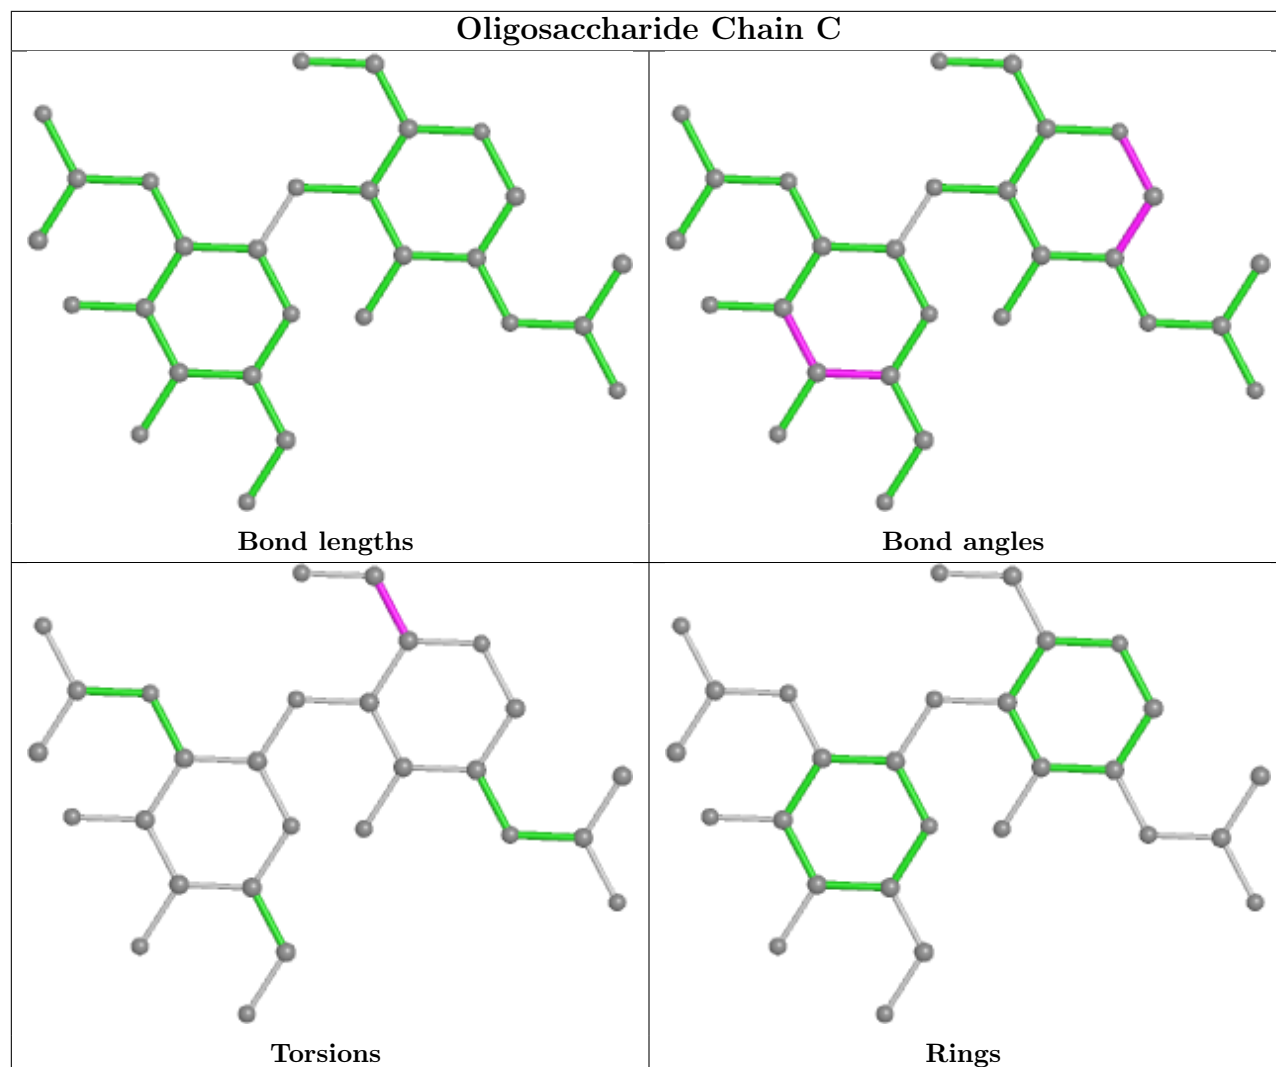 Oligosaccharide Chain C
Bond lengths
Bond angles
Torsions
Rings